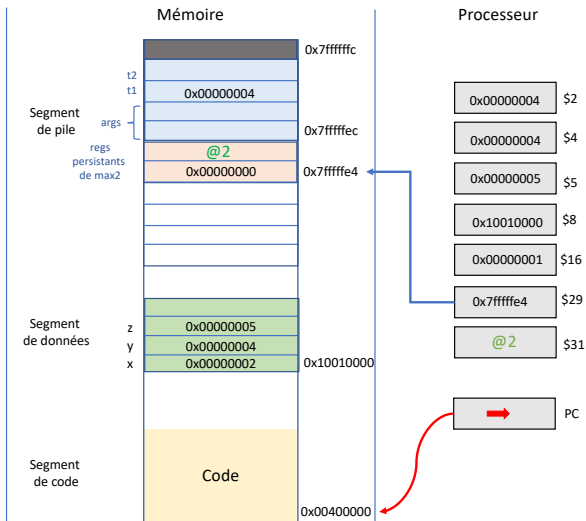 Mémoire
Processeur
0x7ffffffc
t2
t1
0x00000004
Segment
de pile
args
0x7fffffec
regs
persistants
de max2
@2
0x00000000
0x7fffffe4
0x00000004
$2
0x00000004
$4
0x00000005
$5
0x10010000
$8
0x00000001
$16
0x7fffffe4
$29
@2
$31
PC
Segment
de données
z
0x00000005
y
0x00000004
x
0x00000002
0x10010000
Segment
de code
Code
0x00400000